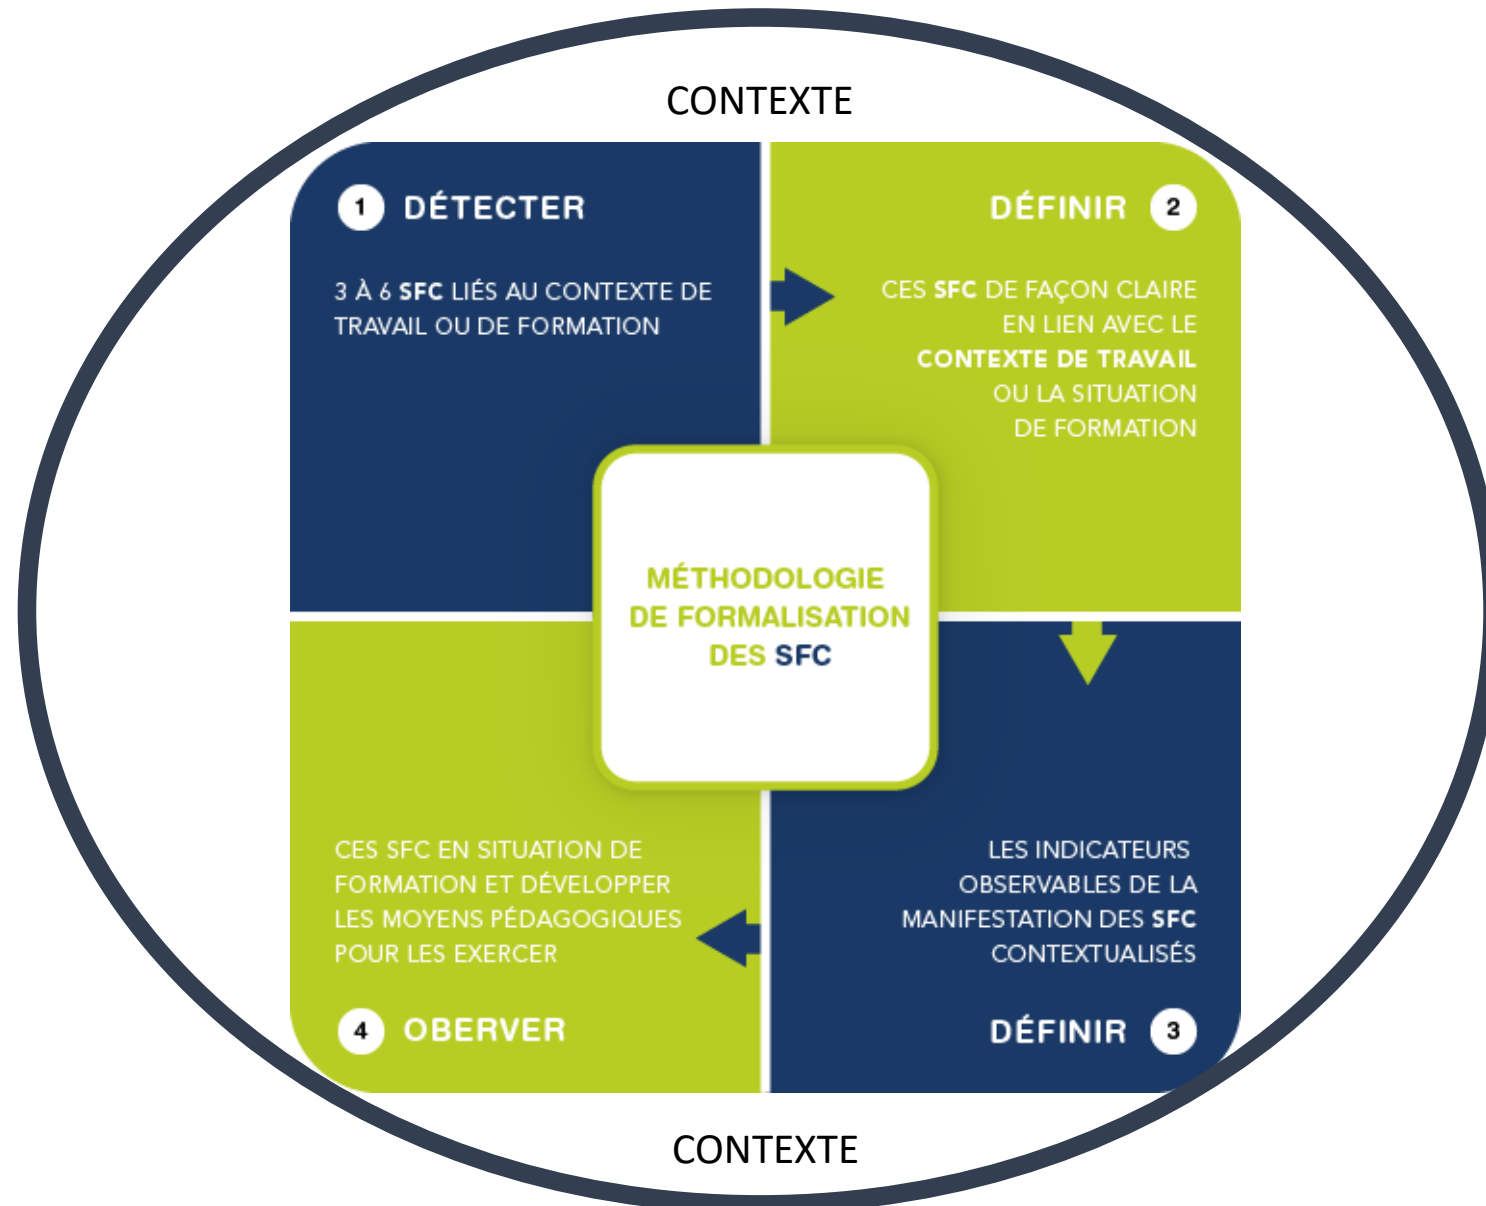 CONTEXTE
1 DÉTECTER
3 À 6 SFC LIÉS AU CONTEXTE DE
TRAVAIL OU DE FORMATION
DÉFINIR 2
CES SFC DE FAÇON CLAIRE
EN LIEN AVEC LE
CONTEXTE DE TRAVAIL
OU LA SITUATION
DE FORMATION
MÉTHODOLOGIE
DE FORMALISATION
DES SFC
LES INDICATEURS
OBSERVABLES DE LA
MANIFESTATION DES SFC
CONTEXTUALISÉS
DÉFINIR 3
CES SFC EN SITUATION DE
FORMATION ET DÉVELOPPER
LES MOYENS PÉDAGOGIQUES
POUR LES EXERCER
4 OBERVER
CONTEXTE